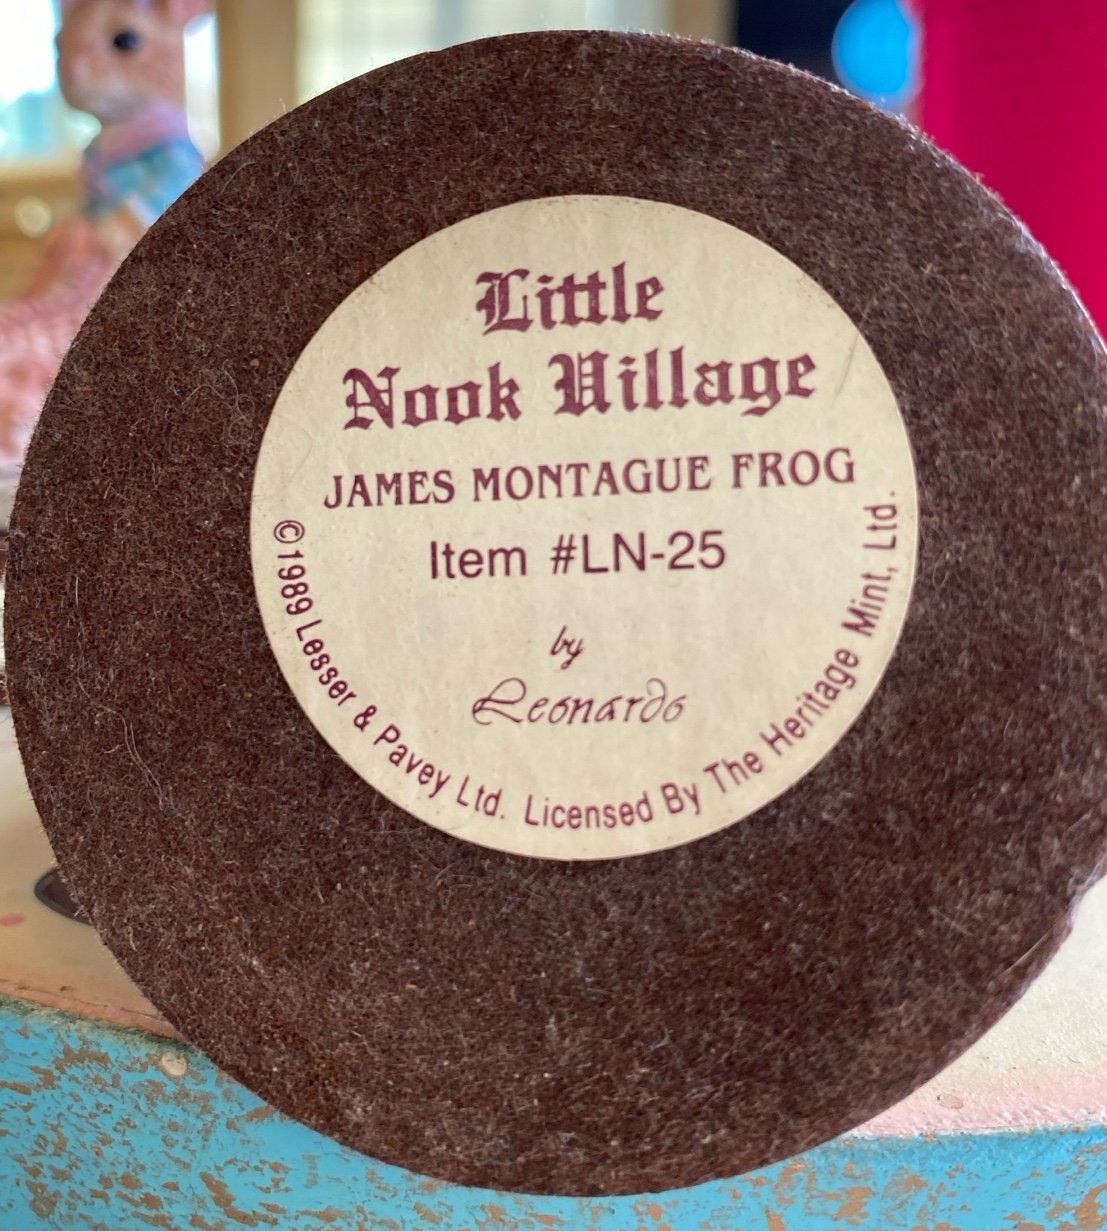 Little
Nook Village
JAMES MONTAGUE FROG
Item #LN-25
by
Leonardo
©1989 Lesser & Pavey Ltd. Licensed By The Heritage Mint, Ltd.